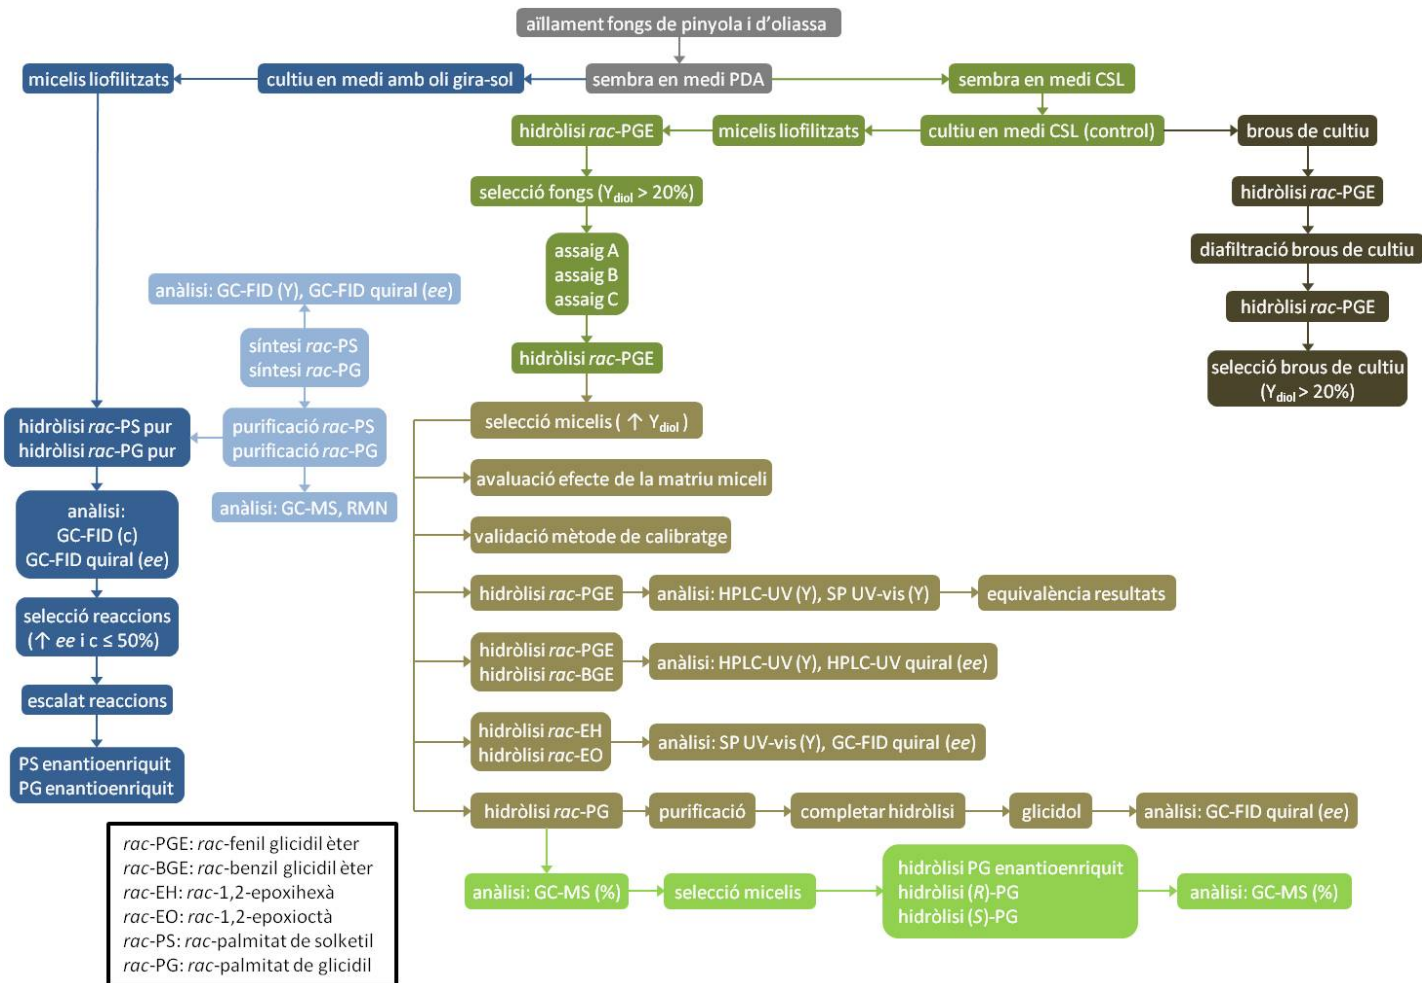 aïllament fongs de pinyola i d'oliassa
micelis liofilitzats
cultiu en medi amb oli gira-sol
sembra en medi PDA
sembra en medi CSL
hidròlisi rac-PGE
micelis liofilitzats
cultiu en medi CSL (control)
brous de cultiu
selecció fongs (Ydiol > 20%)
hidròlisi rac-PGE
assaig A
assaig B
assaig C
diafiltració brous de cultiu
anàlisi: GC-FID (Y), GC-FID quiral (ee)
hidròlisi rac-PGE
síntesi rac-PS
síntesi rac-PG
hidròlisi rac-PGE
selecció brous de cultiu
(Ydiol > 20%)
hidròlisi rac-PS pur
hidròlisi rac-PG pur
purificació rac-PS
purificació rac-PG
selecció micelis ( ↑ Ydiol )
avaluació efecte de la matriu miceli
anàlisi: GC-MS, RMN
anàlisi:
GC-FID (c)
GC-FID quiral (ee)
validació mètode de calibratge
hidròlisi rac-PGE
anàlisi: HPLC-UV (Y), SP UV-vis (Y)
equivalència resultats
selecció reaccions
(↑ ee i c ≤ 50%)
hidròlisi rac-PGE
hidròlisi rac-BGE
anàlisi: HPLC-UV (Y), HPLC-UV quiral (ee)
escalat reaccions
hidròlisi rac-EH
hidròlisi rac-EO
anàlisi: SP UV-vis (Y), GC-FID quiral (ee)
PS enantioenriquit
PG enantioenriquit
hidròlisi rac-PG
purificació
completar hidròlisi
glicidol
anàlisi: GC-FID quiral (ee)
anàlisi: GC-MS (%)
selecció micelis
hidròlisi PG enantioenriquit
hidròlisi (R)-PG
hidròlisi (S)-PG
anàlisi: GC-MS (%)
rac-PGE: rac-fenil glicidil èter
rac-BGE: rac-benzil glicidil èter
rac-EH: rac-1,2-epoxihexà
rac-EO: rac-1,2-epoxioctà
rac-PS: rac-palmitat de solketil
rac-PG: rac-palmitat de glicidil